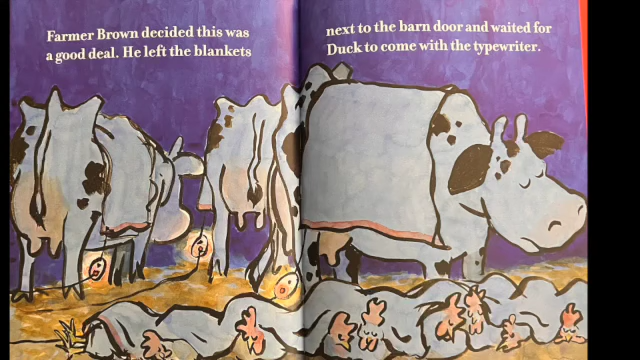 Farmer Brown decided this was
a good deal. He left the blankets
next to the barn door and waited for
Duck to come with the typewriter.